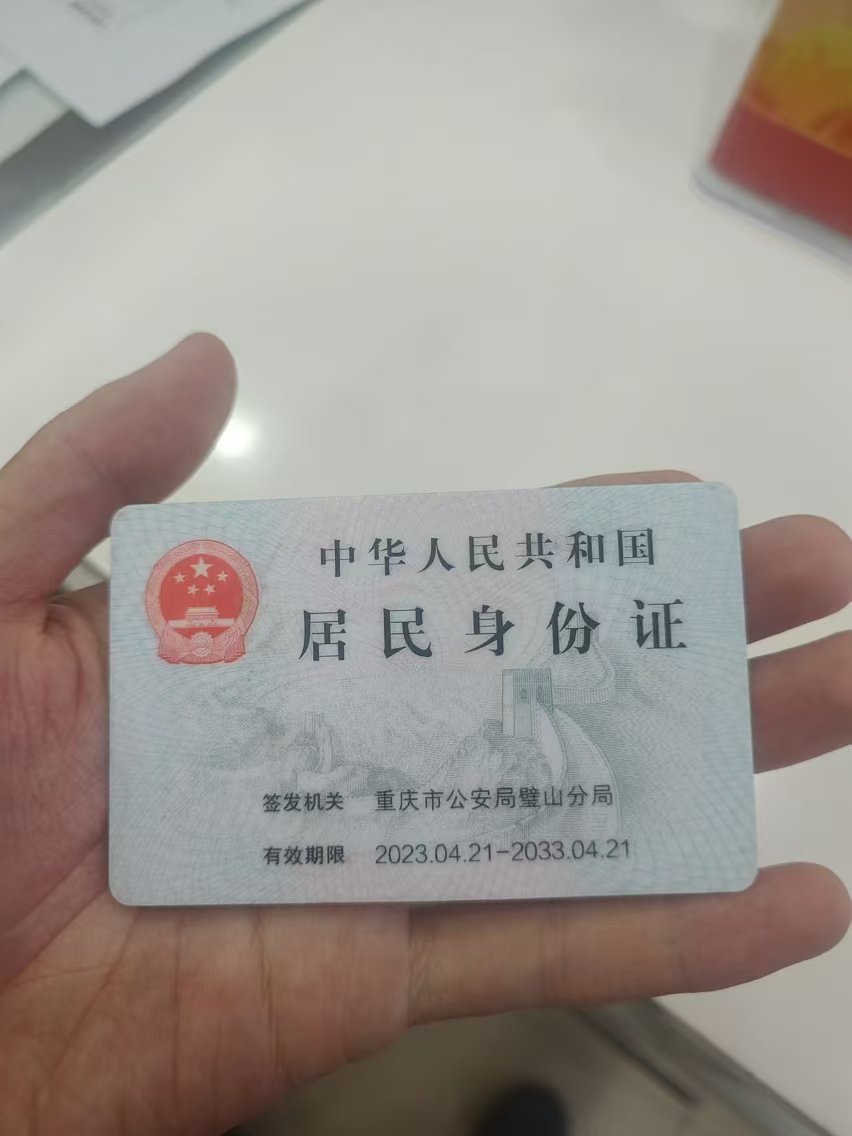 中华人民共和国
居民身份证
签发机关 重庆市公安局璧山分局
有效期限 2023.04.21-2033.04.21